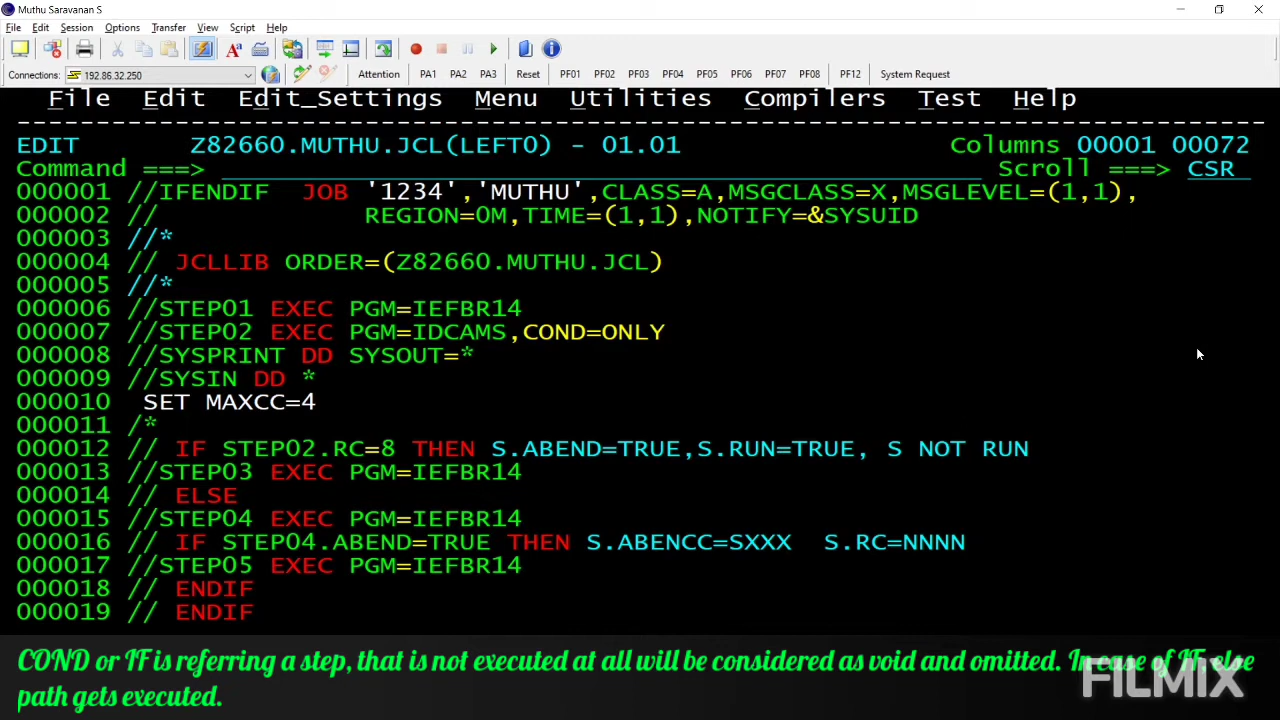 Muthu Saravanan S
File Edit Session Options Transfer View Script Help
Connections: 192.86.32.250 Attention PA1 PA2 PA3 Reset PF01 PF02 PF03 PF04 PF05 PF06 PF07 PF08 PF12 System Request
File Edit Edit_Settings Menu Utilities Compilers Test Help
-------------------------------------------------------------------------------
EDIT Z82660.MUTHU.JCL(LEFTO) - 01.01 Columns 00001 00072
Command ===> Scroll ===> CSR
000001 //IFENDIF JOB '1234','MUTHU',CLASS=A,MSGCLASS=X,MSGLEVEL=(1,1),
000002 // REGION=0M,TIME=(1,1),NOTIFY=&SYSUID
000003 //*
000004 // JCLLIB ORDER=(Z82660.MUTHU.JCL)
000005 //*
000006 //STEP01 EXEC PGM=IEFBR14
000007 //STEP02 EXEC PGM=IDCAMS,COND=ONLY
000008 //SYSPRINT DD SYSOUT=*
000009 //SYSIN DD *
000010 SET MAXCC=4
000011 /*
000012 // IF STEP02.RC=8 THEN S.ABEND=TRUE,S.RUN=TRUE, S NOT RUN
000013 //STEP03 EXEC PGM=IEFBR14
000014 // ELSE
000015 //STEP04 EXEC PGM=IEFBR14
000016 // IF STEP04.ABEND=TRUE THEN S.ABENCC=SXXX S.RC=NNNN
000017 //STEP05 EXEC PGM=IEFBR14
000018 // ENDIF
000019 // ENDIF
COND or IF is referring a step, that is not executed at all will be considered as void and omitted. In case of IF, else
path gets executed.
FILMIX